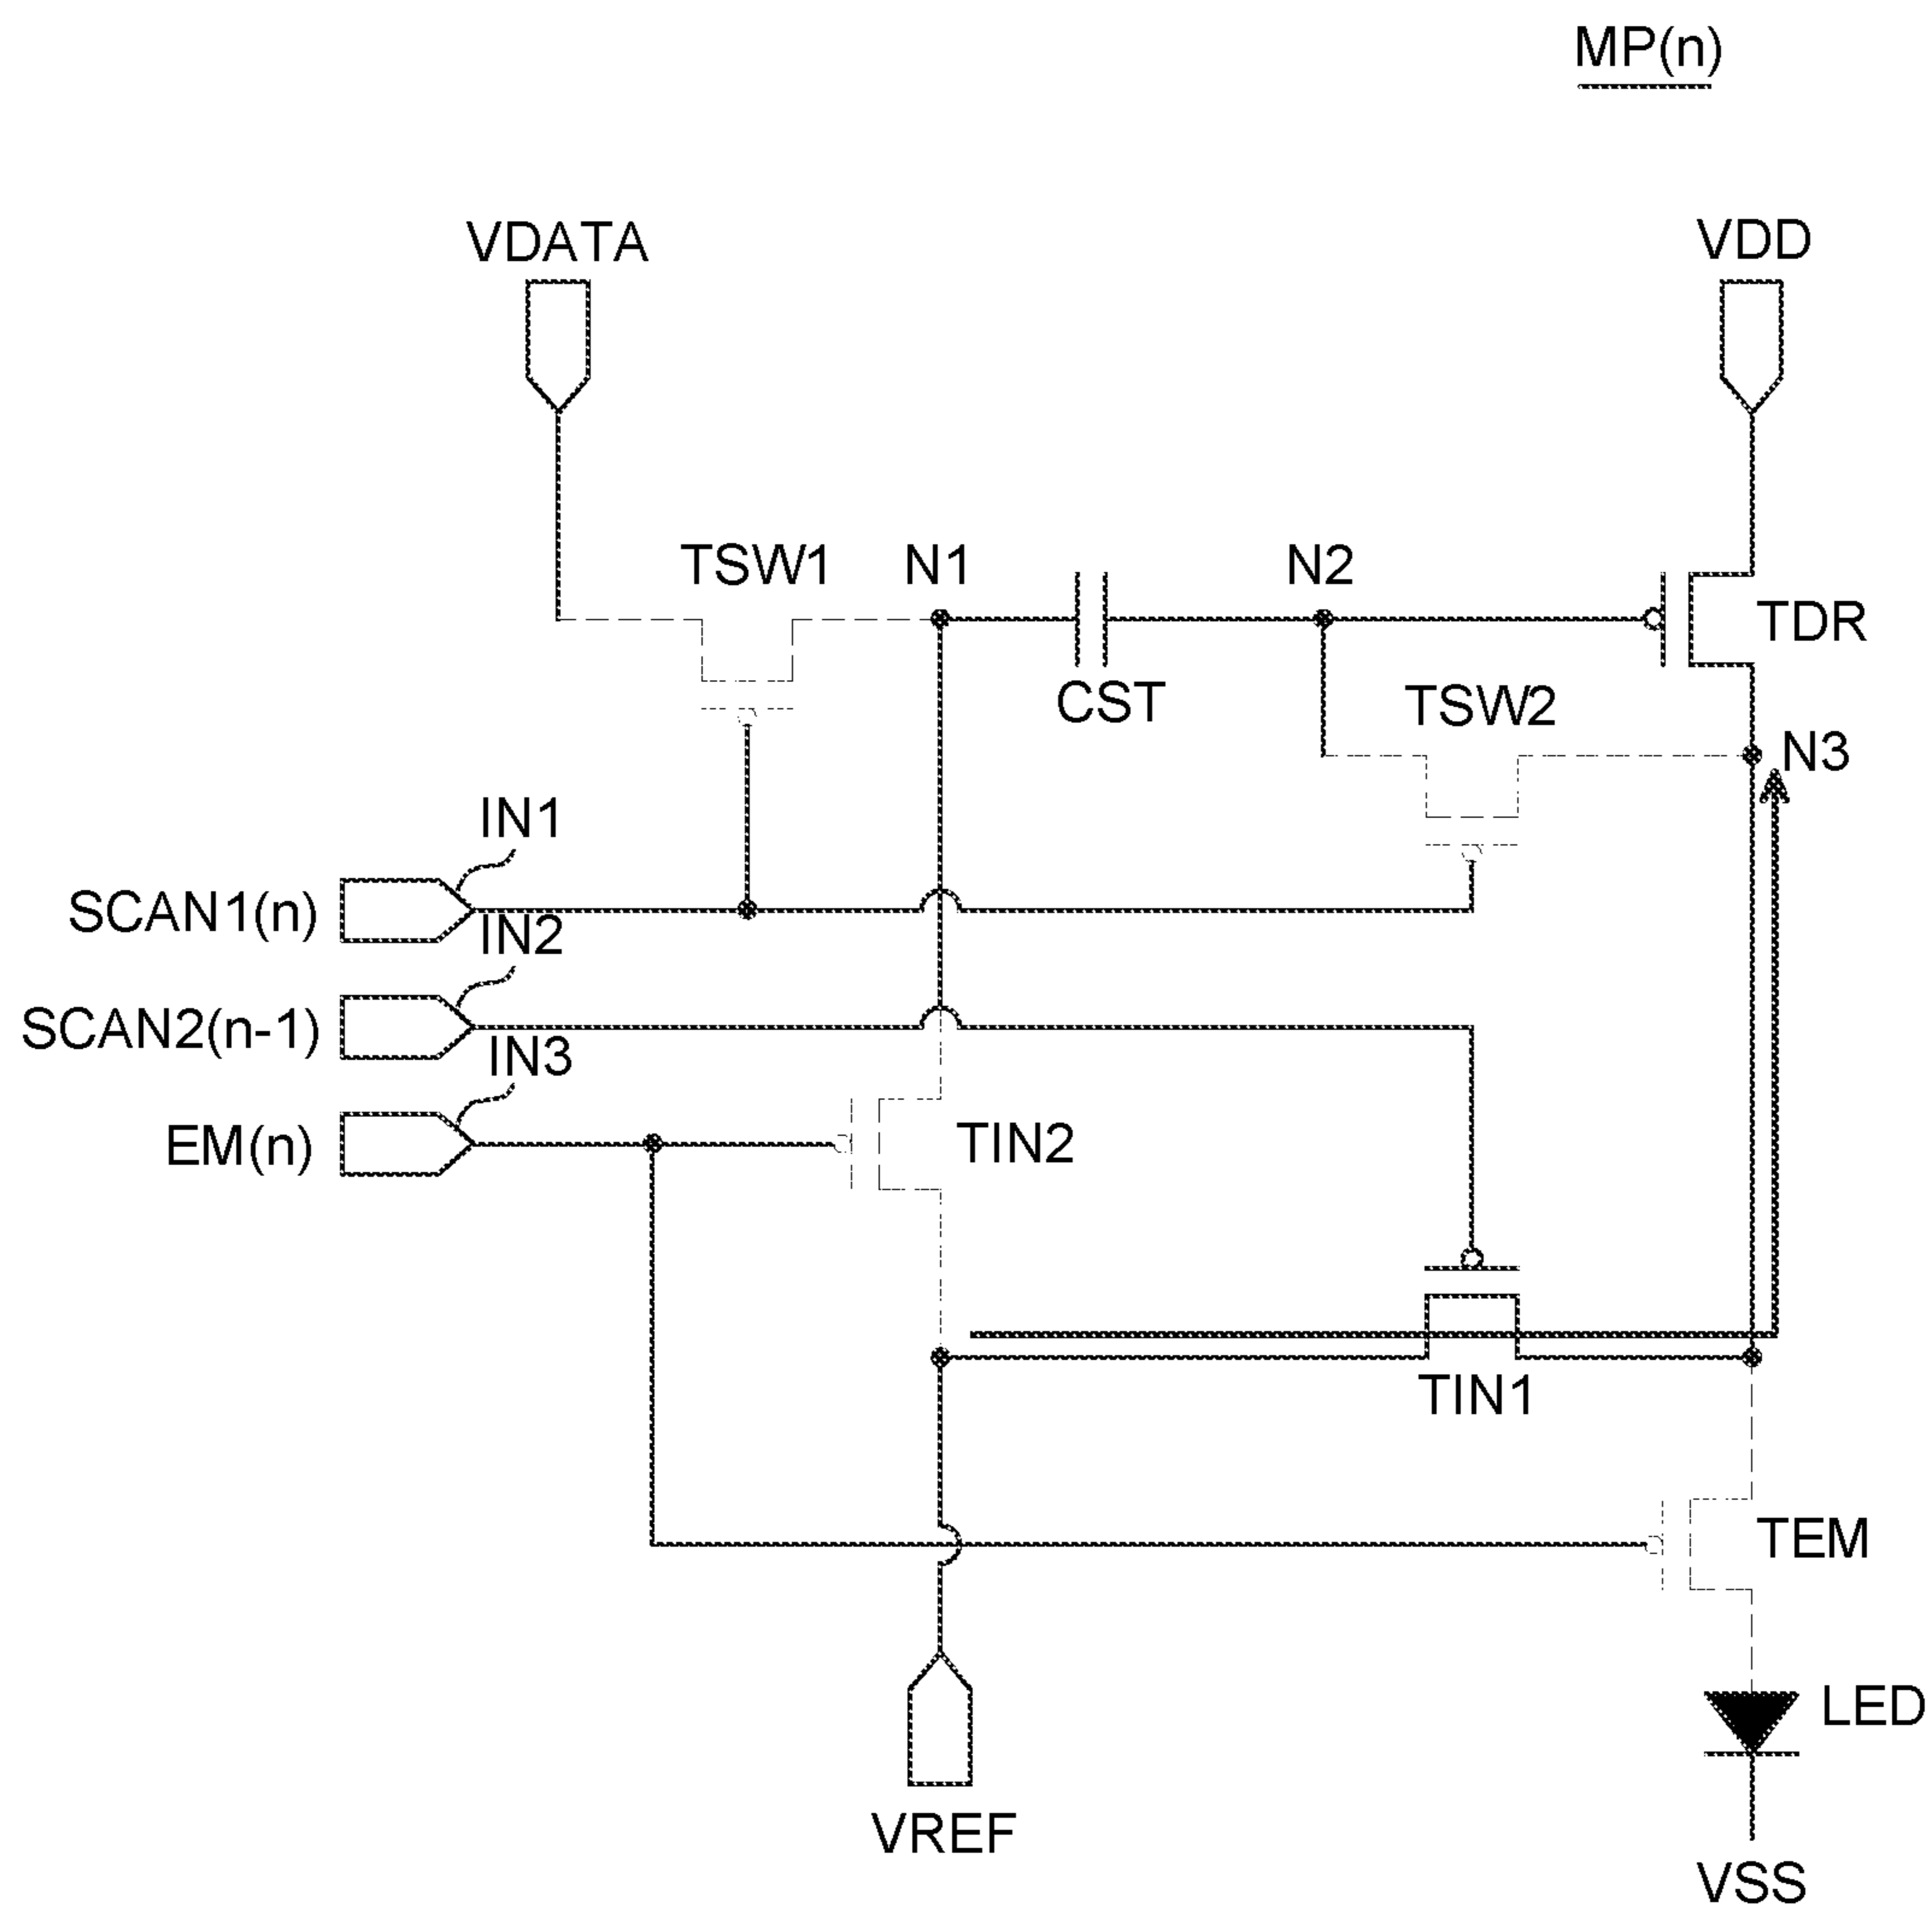 MP(n)
VDATA
VDD
TSW1
N1
N2
TDR
CST
TSW2
N3
IN1
SCAN1(n)
IN2
SCAN2(n-1)
IN3
EM(n)
TIN2
TIN1
TEM
LED
VREF
VSS